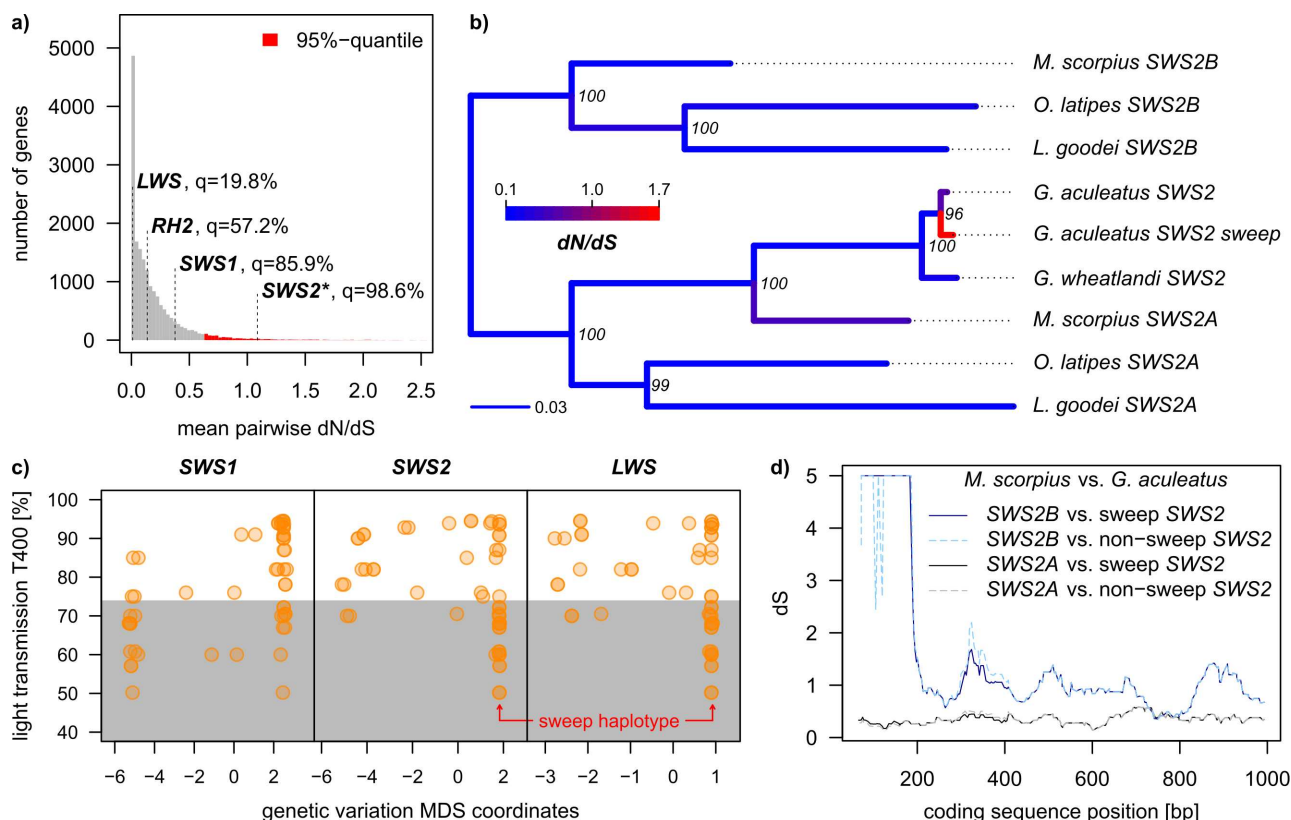 a)
number of genes
5000
4000
3000
2000
1000
0
95%-quantile
LWS, q=19.8%
RH2, q=57.2%
SWS1, q=85.9%
SWS2*, q=98.6%
0.0 0.5 1.0 1.5 2.0 2.5
mean pairwise dN/dS
b)
M. scorpius SWS2B
O. latipes SWS2B
L. goodei SWS2B
G. aculeatus SWS2
G. aculeatus SWS2 sweep
G. wheatlandi SWS2
M. scorpius SWS2A
O. latipes SWS2A
L. goodei SWS2A
100
100
96
100
100
100
99
0.1 1.0 1.7
dN/dS
0.03
c)
SWS1 SWS2 LWS
light transmission T400 [%]
100
90
80
70
60
50
40
sweep haplotype
−6 −4 −2 0 2
−6 −4 −2 0 2
−3 −2 −1 0 1
genetic variation MDS coordinates
d)
dS
5
4
3
2
1
0
M. scorpius vs. G. aculeatus
SWS2B vs. sweep SWS2
SWS2B vs. non-sweep SWS2
SWS2A vs. sweep SWS2
SWS2A vs. non-sweep SWS2
200 400 600 800 1000
coding sequence position [bp]